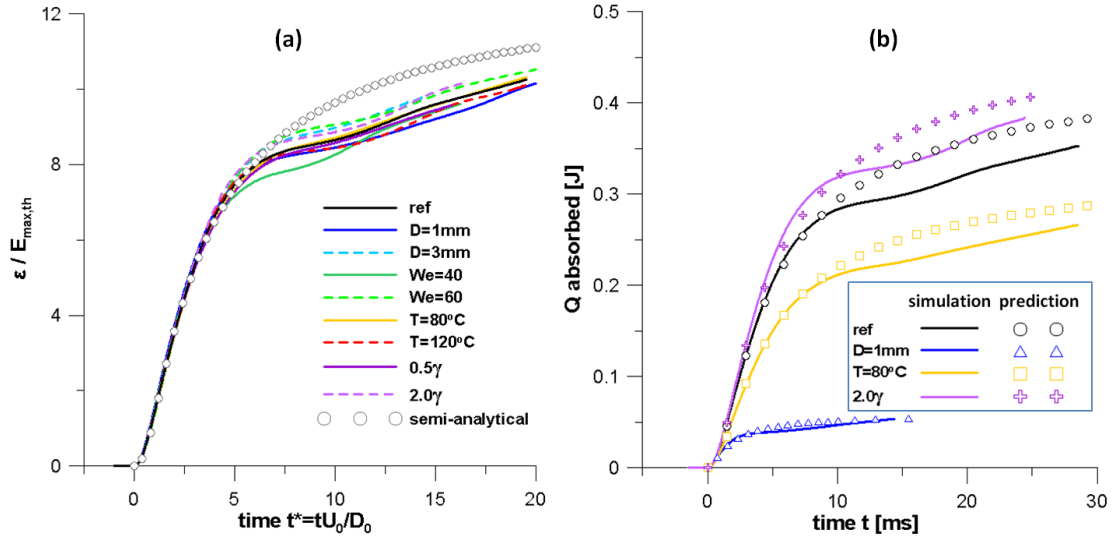 (a)
12
8
4
0
ε / E_max,th
0
5
10
15
20
time t*=tU_0/D_0
ref
D=1mm
D=3mm
We=40
We=60
T=80°C
T=120°C
0.5γ
2.0γ
semi-analytical
(b)
0.5
0.4
0.3
0.2
0.1
0
Q absorbed [J]
0
10
20
30
time t [ms]
simulation prediction
ref
D=1mm
T=80°C
2.0γ